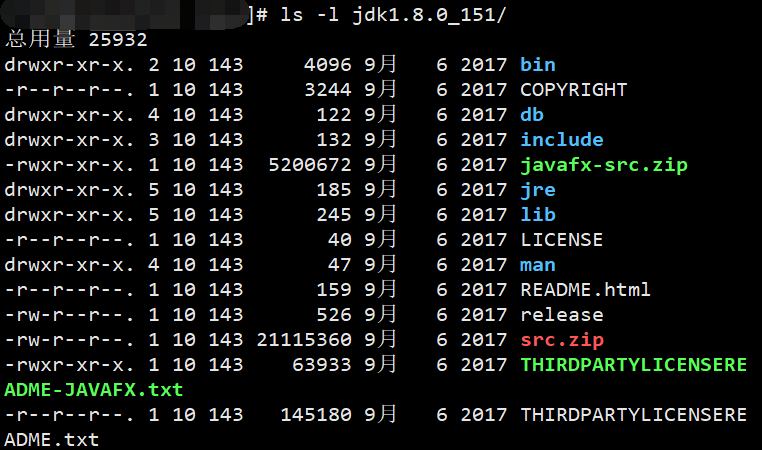 ]# ls -l jdk1.8.0_151/
总用量 25932
drwxr-xr-x. 2 10 143     4096 9月   6 2017 bin
-r--r--r--. 1 10 143     3244 9月   6 2017 COPYRIGHT
drwxr-xr-x. 4 10 143      122 9月   6 2017 db
drwxr-xr-x. 3 10 143      132 9月   6 2017 include
-rwxr-xr-x. 1 10 143  5200672 9月   6 2017 javafx-src.zip
drwxr-xr-x. 5 10 143      185 9月   6 2017 jre
drwxr-xr-x. 5 10 143      245 9月   6 2017 lib
-r--r--r--. 1 10 143       40 9月   6 2017 LICENSE
drwxr-xr-x. 4 10 143       47 9月   6 2017 man
-r--r--r--. 1 10 143      159 9月   6 2017 README.html
-rw-r--r--. 1 10 143      526 9月   6 2017 release
-rw-r--r--. 1 10 143 21115360 9月   6 2017 src.zip
-rwxr-xr-x. 1 10 143    63933 9月   6 2017 THIRDPARTYLICENSERE
ADME-JAVAFX.txt
-r--r--r--. 1 10 143   145180 9月   6 2017 THIRDPARTYLICENSERE
ADME.txt